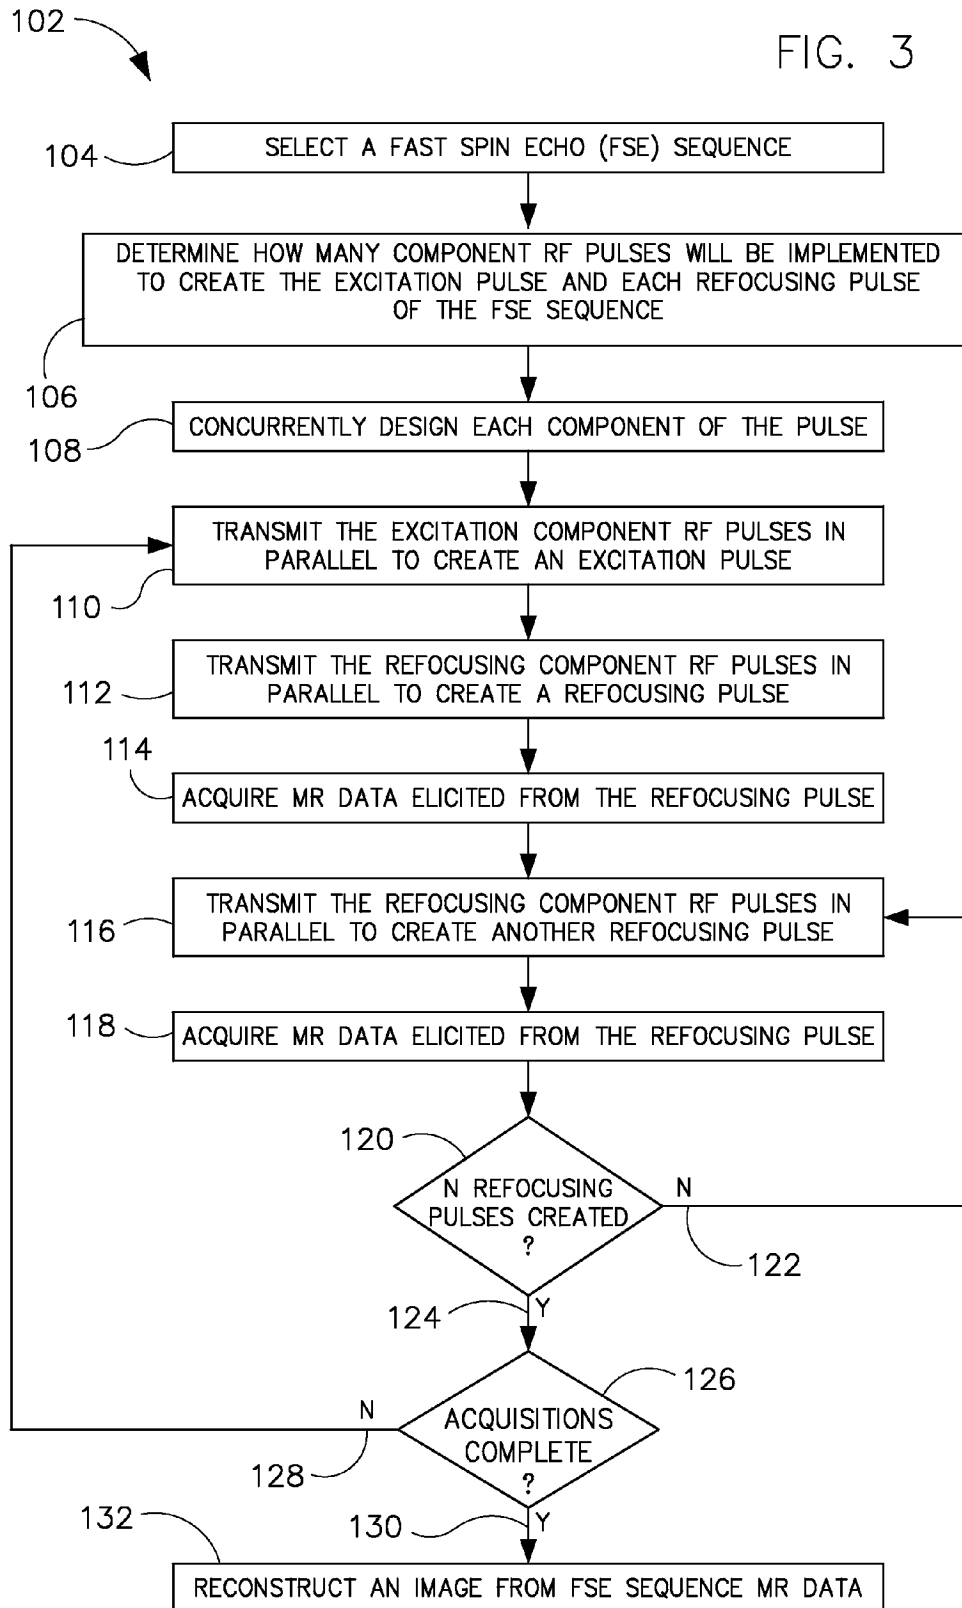 102
FIG. 3
104
SELECT A FAST SPIN ECHO (FSE) SEQUENCE
DETERMINE HOW MANY COMPONENT RF PULSES WILL BE IMPLEMENTED
TO CREATE THE EXCITATION PULSE AND EACH REFOCUSING PULSE
OF THE FSE SEQUENCE
106
CONCURRENTLY DESIGN EACH COMPONENT OF THE PULSE
108
TRANSMIT THE EXCITATION COMPONENT RF PULSES IN
PARALLEL TO CREATE AN EXCITATION PULSE
110
TRANSMIT THE REFOCUSING COMPONENT RF PULSES IN
PARALLEL TO CREATE A REFOCUSING PULSE
112
114
ACQUIRE MR DATA ELICITED FROM THE REFOCUSING PULSE
TRANSMIT THE REFOCUSING COMPONENT RF PULSES IN
PARALLEL TO CREATE ANOTHER REFOCUSING PULSE
116
118
ACQUIRE MR DATA ELICITED FROM THE REFOCUSING PULSE
120
N REFOCUSING
PULSES CREATED
?
N
122
124
Y
126
ACQUISITIONS
COMPLETE
?
N
128
130
Y
132
RECONSTRUCT AN IMAGE FROM FSE SEQUENCE MR DATA